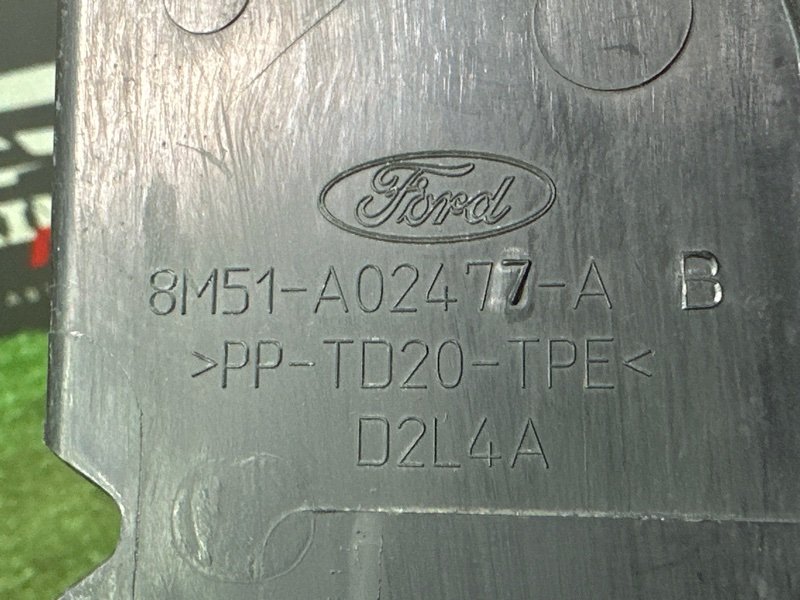 Ford
8M51-A02477-A B
>PP-TD20-TPE<
D2L4A